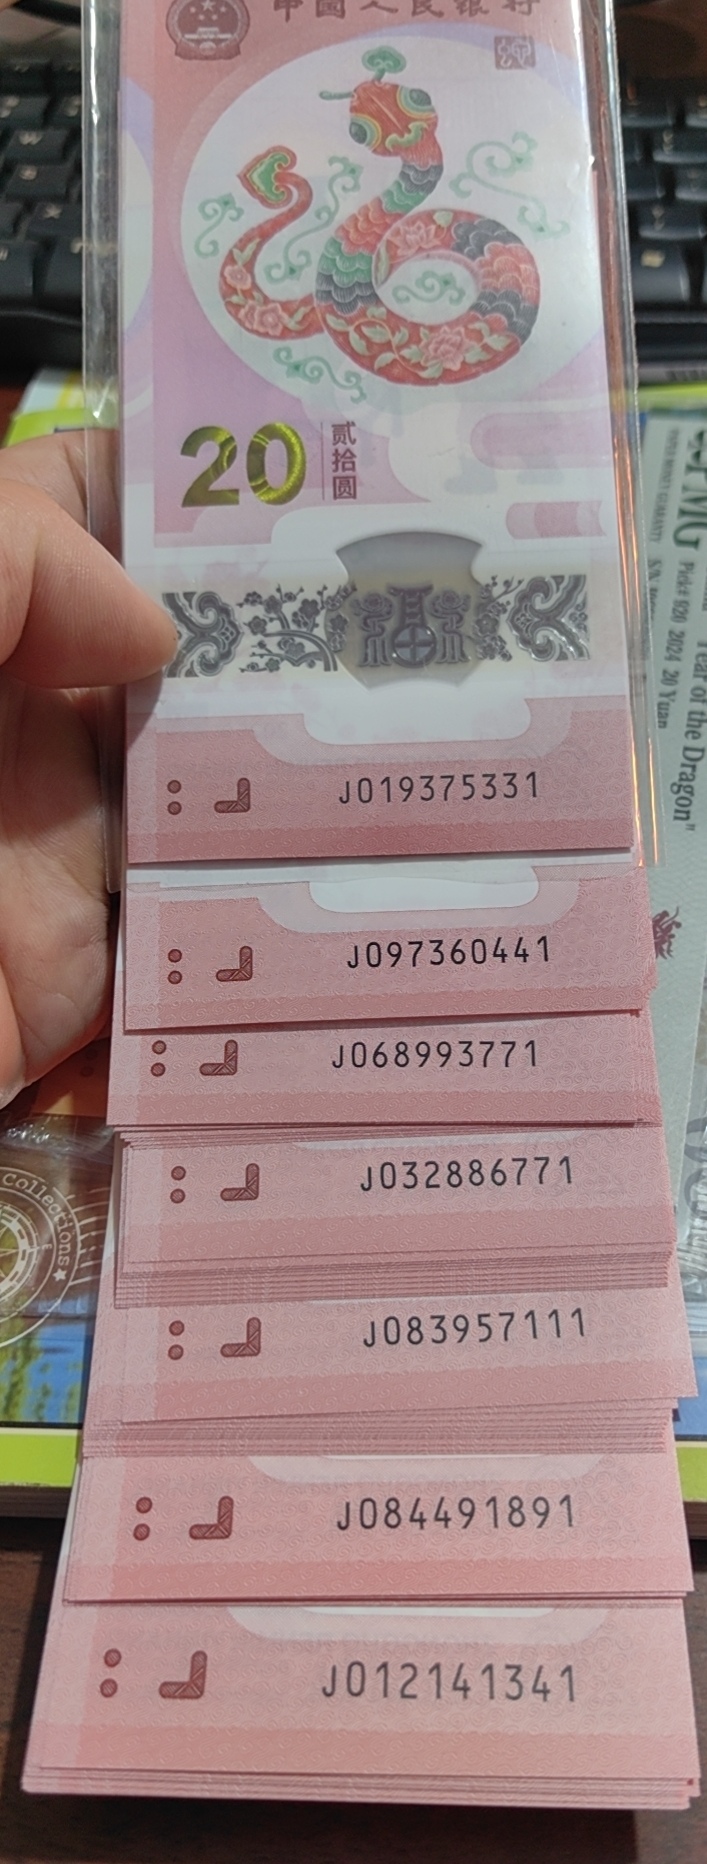 中国人民银行
20
贰拾圆
J019375331
J097360441
J068993771
J032886771
J083957111
J084491891
J012141341
PMG
Pick# 920 2024 20 Yuan
Year of the Dragon"
Collections